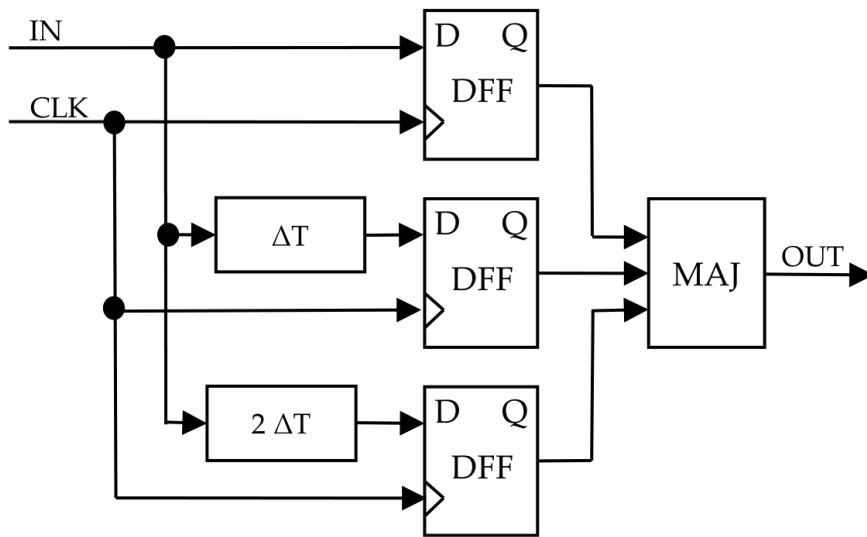 IN
D Q
DFF
CLK
ΔT
D Q
DFF
MAJ
OUT
2 ΔT
D Q
DFF